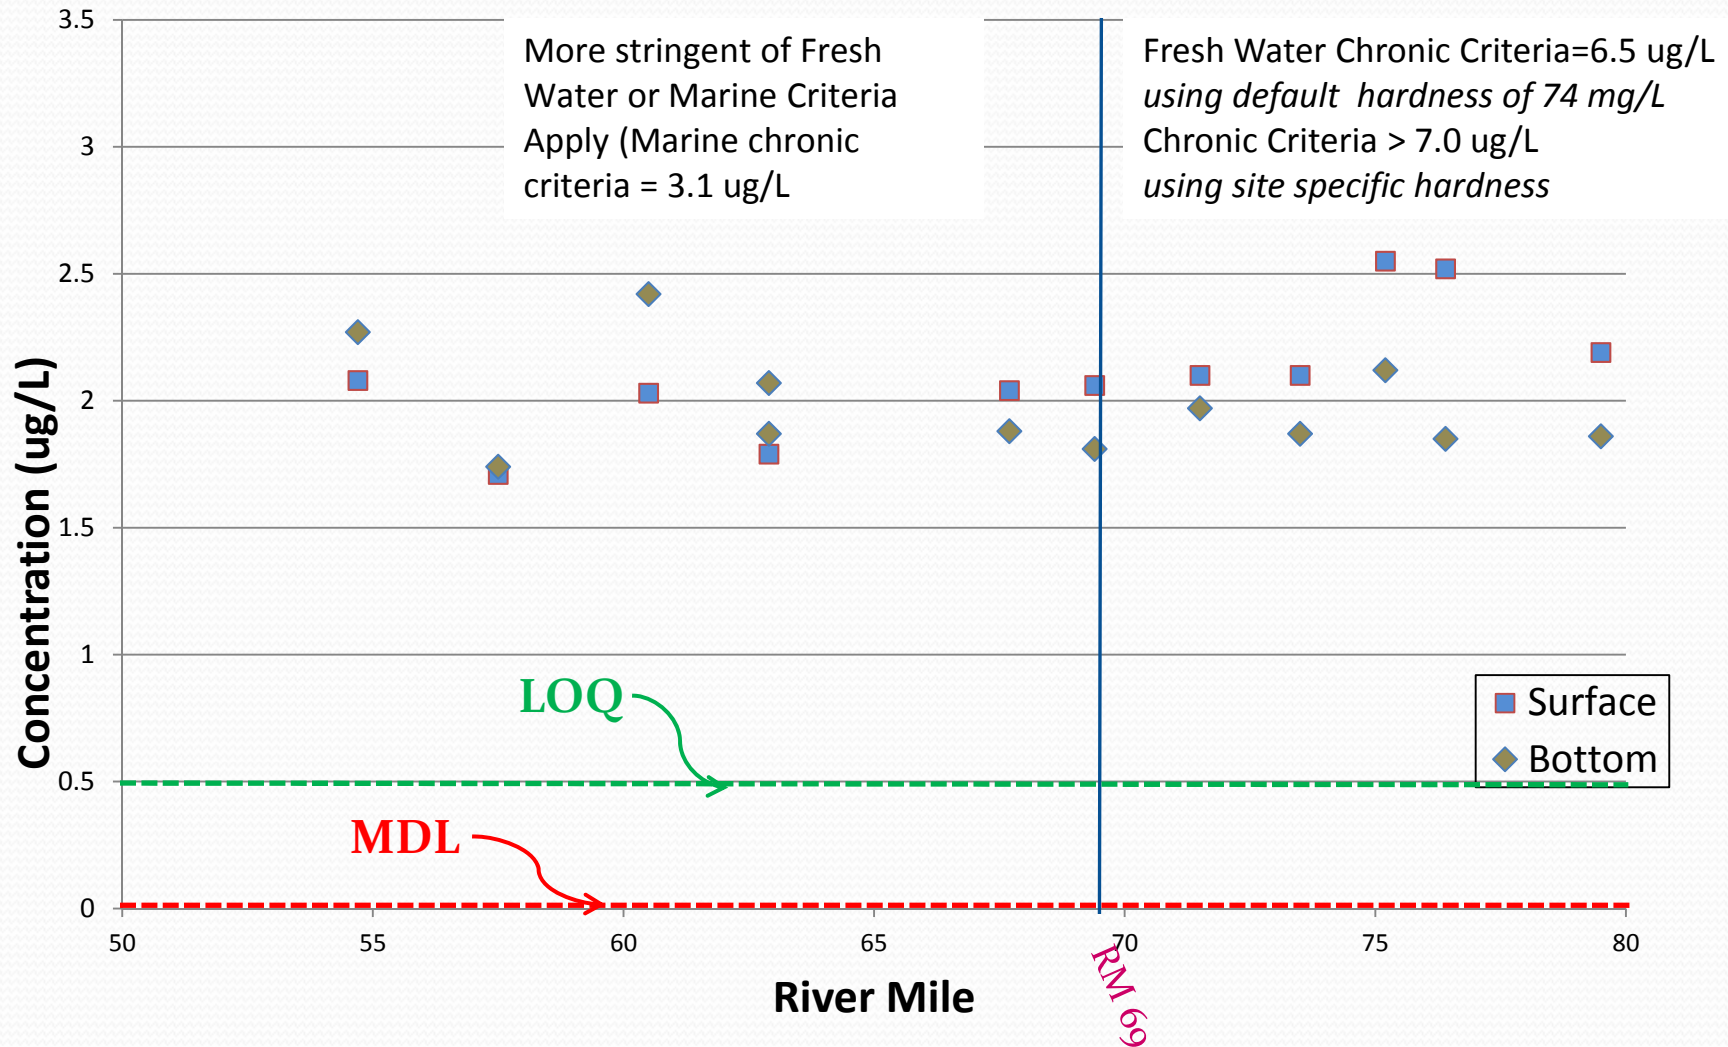 3.5
3
2.5
2
1.5
1
0.5
0
Concentration (ug/L)
More stringent of Fresh
Water or Marine Criteria
Apply (Marine chronic
criteria = 3.1 ug/L
Fresh Water Chronic Criteria=6.5 ug/L
using default hardness of 74 mg/L
Chronic Criteria > 7.0 ug/L
using site specific hardness
LOQ
MDL
Surface
Bottom
50 55 60 65 70 75 80
River Mile
RM 69